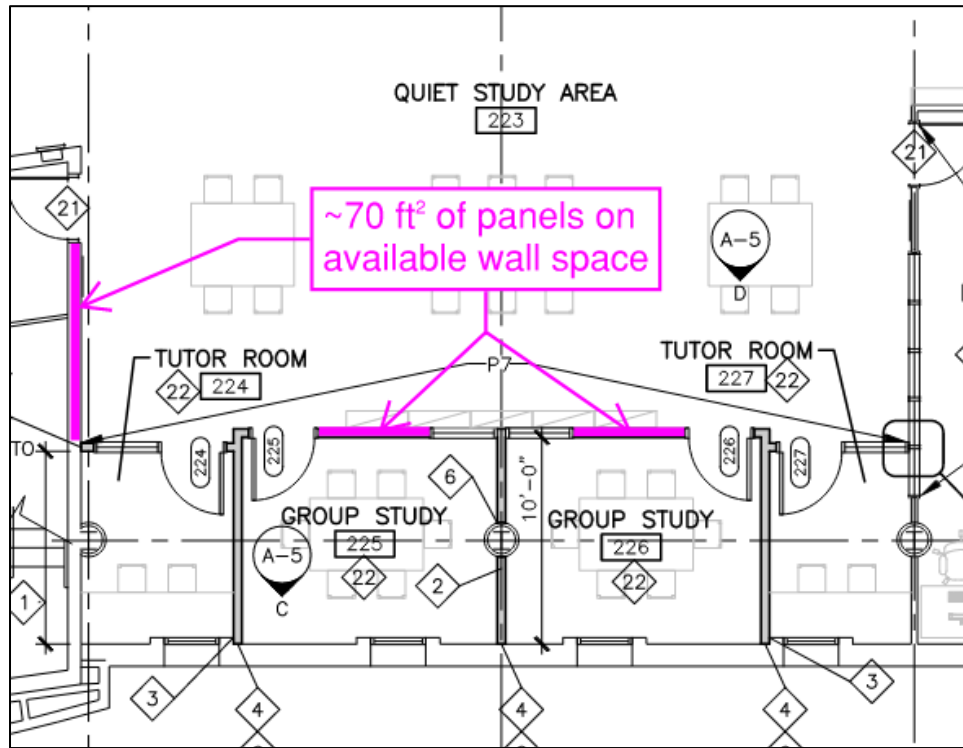 QUIET STUDY AREA
223
21
21
~70 ft² of panels on
available wall space
A-5
D
TUTOR ROOM
22 224
P7
TUTOR ROOM
227 22
224
225
226
227
TO
6
10'-0"
GROUP STUDY
225
22
GROUP STUDY
226
22
A-5
C
2
1
3
4
4
4
3